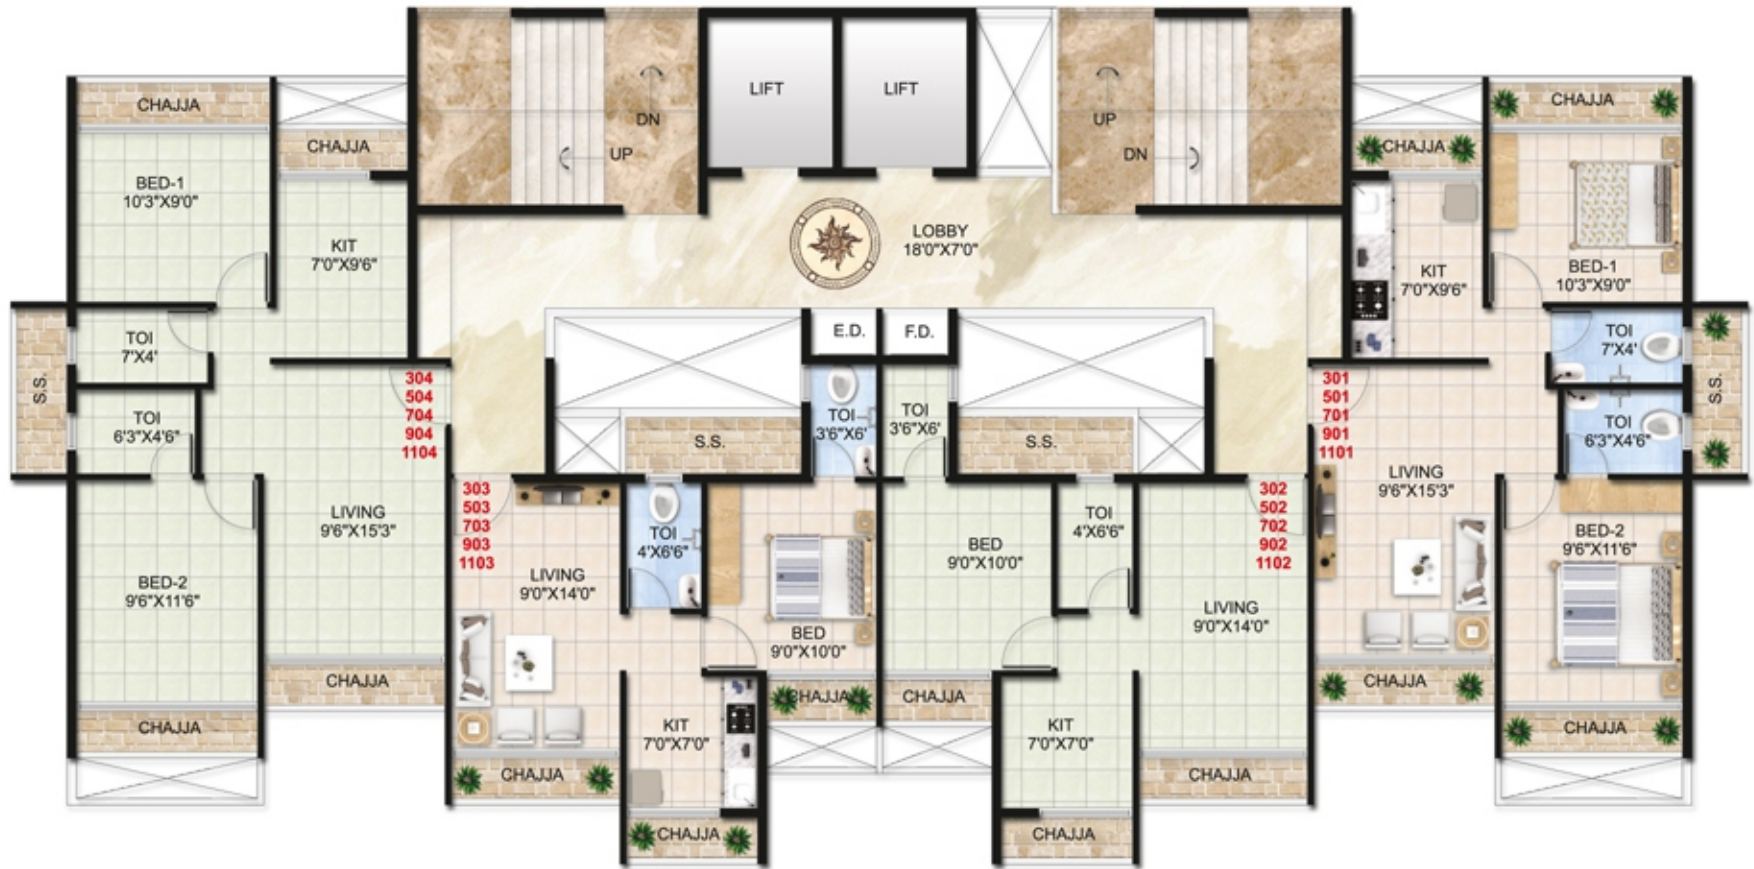 LIFT
LIFT
CHAJJA
CHAJJA
DN
UP
UP
DN
CHAJJA
CHAJJA
BED-1
10'3"X9'0"
KIT
7'0"X9'6"
LOBBY
18'0"X7'0"
KIT
7'0"X9'6"
BED-1
10'3"X9'0"
TOI
7'X4'
S.S.
TOI
6'3"X4'6"
304
504
704
904
1104
E.D.
F.D.
TOI
3'6"X6'
TOI
3'6"X6'
S.S.
S.S.
301
501
701
901
1101
TOI
7'X4'
TOI
6'3"X4'6"
S.S.
LIVING
9'6"X15'3"
BED-2
9'6"X11'6"
CHAJJA
CHAJJA
303
503
703
903
1103
LIVING
9'0"X14'0"
TOI
4'X6'6"
BED
9'0"X10'0"
KIT
7'0"X7'0"
CHAJJA
CHAJJA
CHAJJA
BED
9'0"X10'0"
TOI
4'X6'6"
302
502
702
902
1102
LIVING
9'0"X14'0"
CHAJJA
KIT
7'0"X7'0"
CHAJJA
CHAJJA
LIVING
9'6"X15'3"
BED-2
9'6"X11'6"
CHAJJA
CHAJJA